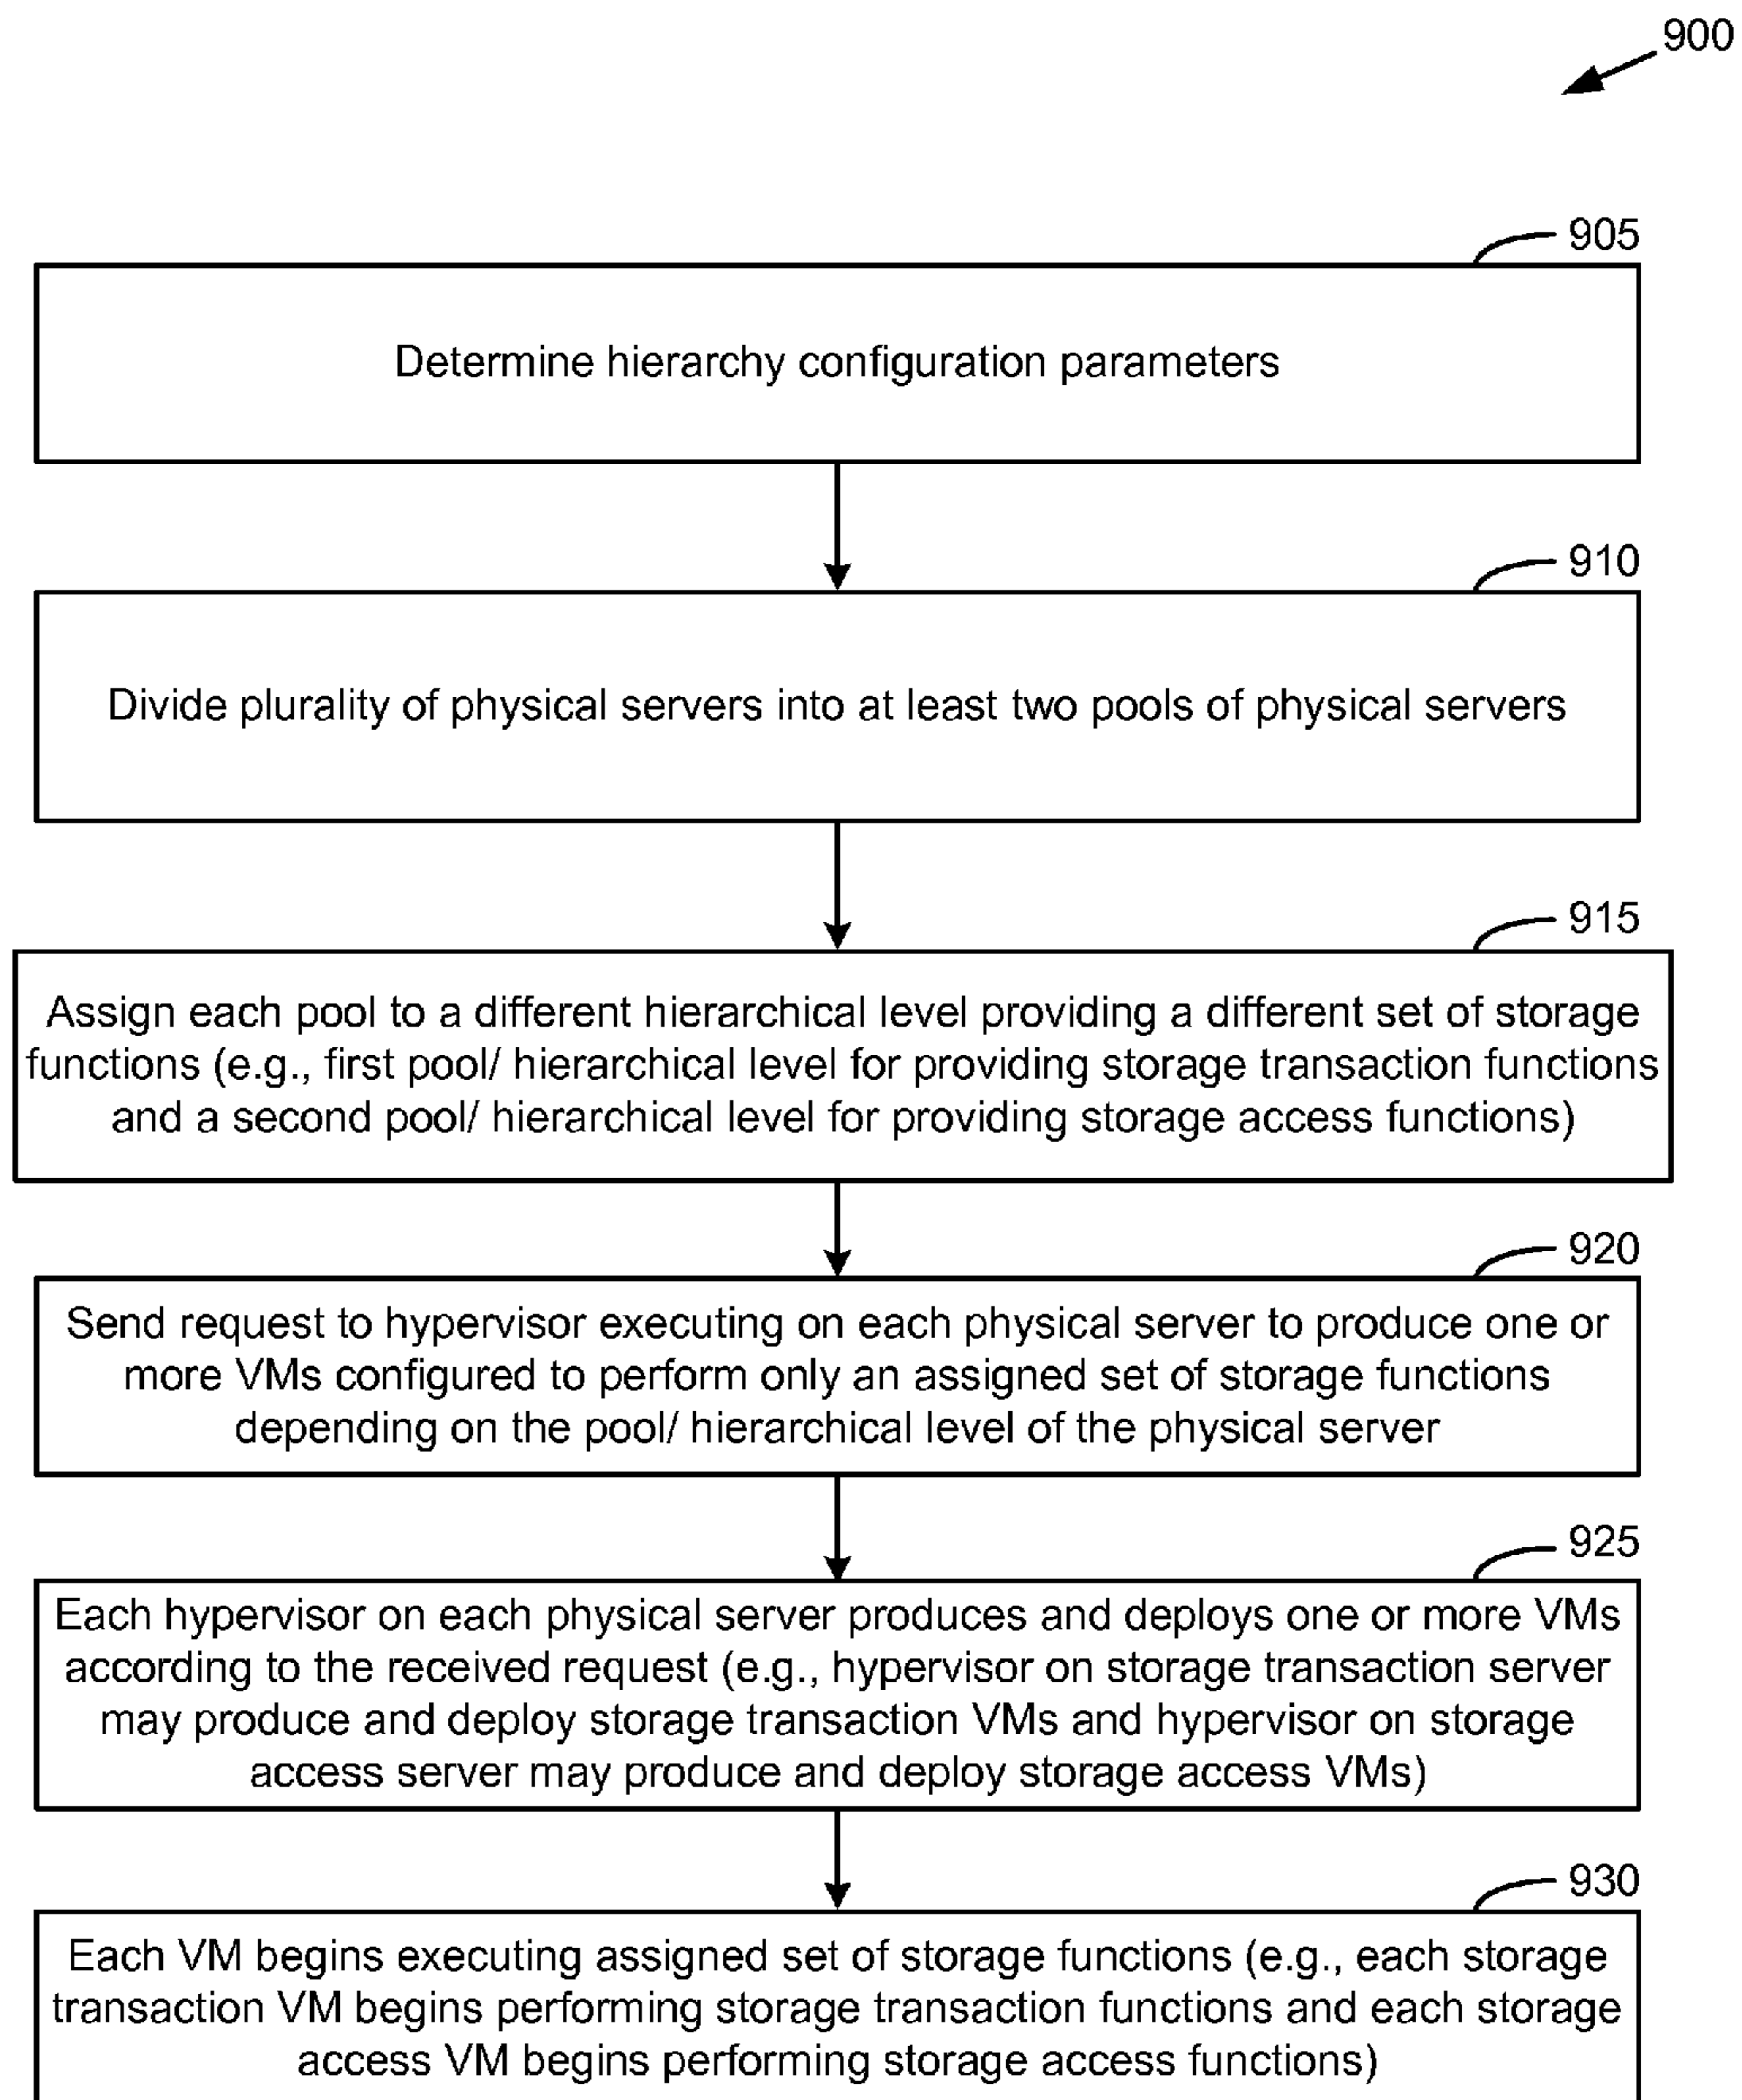 900
905
Determine hierarchy configuration parameters
910
Divide plurality of physical servers into at least two pools of physical servers
915
Assign each pool to a different hierarchical level providing a different set of storage
functions (e.g., first pool/ hierarchical level for providing storage transaction functions
and a second pool/ hierarchical level for providing storage access functions)
920
Send request to hypervisor executing on each physical server to produce one or
more VMs configured to perform only an assigned set of storage functions
depending on the pool/ hierarchical level of the physical server
925
Each hypervisor on each physical server produces and deploys one or more VMs
according to the received request (e.g., hypervisor on storage transaction server
may produce and deploy storage transaction VMs and hypervisor on storage
access server may produce and deploy storage access VMs)
930
Each VM begins executing assigned set of storage functions (e.g., each storage
transaction VM begins performing storage transaction functions and each storage
access VM begins performing storage access functions)